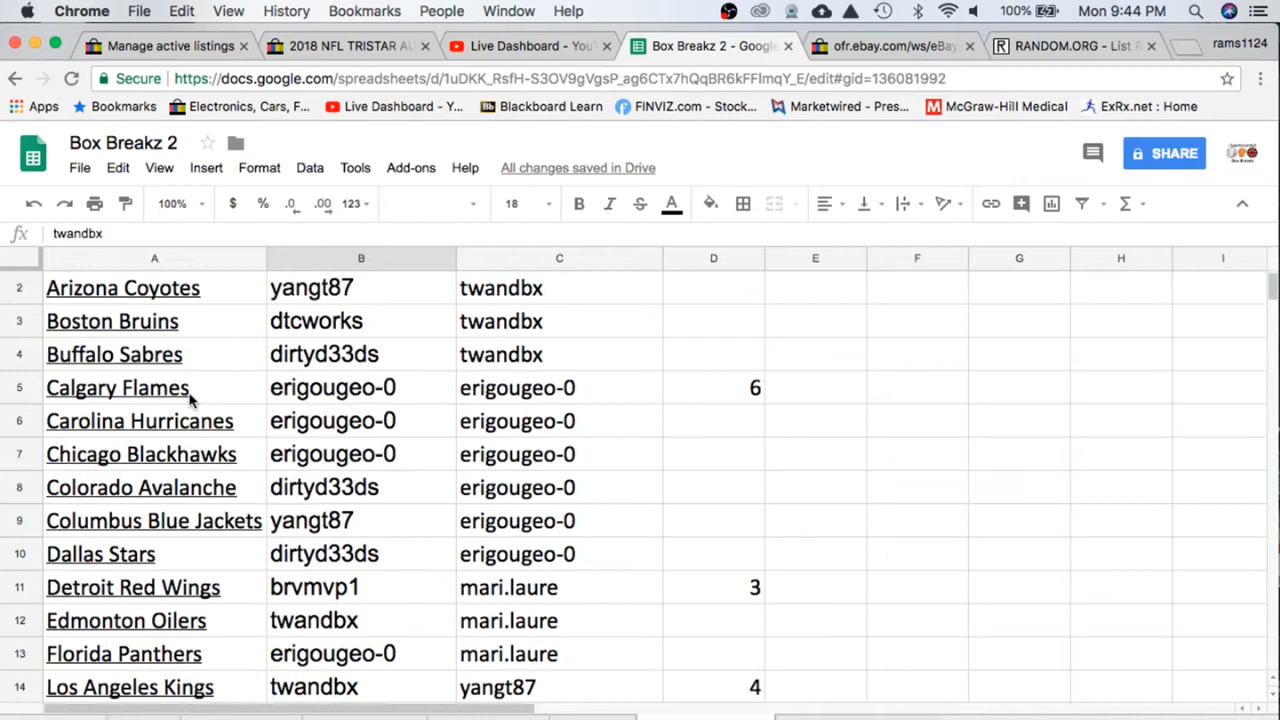 Chrome File Edit View History Bookmarks People Window Help 100% Mon 9:44 PM
Manage active listings 2018 NFL TRISTAR AU Live Dashboard - YouT Box Breakz 2 - Google ofr.ebay.com/ws/eBay RANDOM.ORG - List R rams1124
Secure https://docs.google.com/spreadsheets/d/1uDKK_RsfH-S3OV9gVgsP_ag6CTx7hQqBR6kFFImqY_E/edit#gid=136081992
Apps Bookmarks Electronics, Cars, F... Live Dashboard - Y... Bb Blackboard Learn FINVIZ.com - Stock... Marketwired - Pres... M McGraw-Hill Medical ExRx.net : Home
Box Breakz 2
File Edit View Insert Format Data Tools Add-ons Help All changes saved in Drive
SHARE
100% $ % .0 .00 123 18 B I S A Σ
fx twandbx
A B C D E F G H I
2 Arizona Coyotes yangt87 twandbx
3 Boston Bruins dtcworks twandbx
4 Buffalo Sabres dirtyd33ds twandbx
5 Calgary Flames erigougeo-0 erigougeo-0 6
6 Carolina Hurricanes erigougeo-0 erigougeo-0
7 Chicago Blackhawks erigougeo-0 erigougeo-0
8 Colorado Avalanche dirtyd33ds erigougeo-0
9 Columbus Blue Jackets yangt87 erigougeo-0
10 Dallas Stars dirtyd33ds erigougeo-0
11 Detroit Red Wings brvmvp1 mari.laure 3
12 Edmonton Oilers twandbx mari.laure
13 Florida Panthers erigougeo-0 mari.laure
14 Los Angeles Kings twandbx yangt87 4